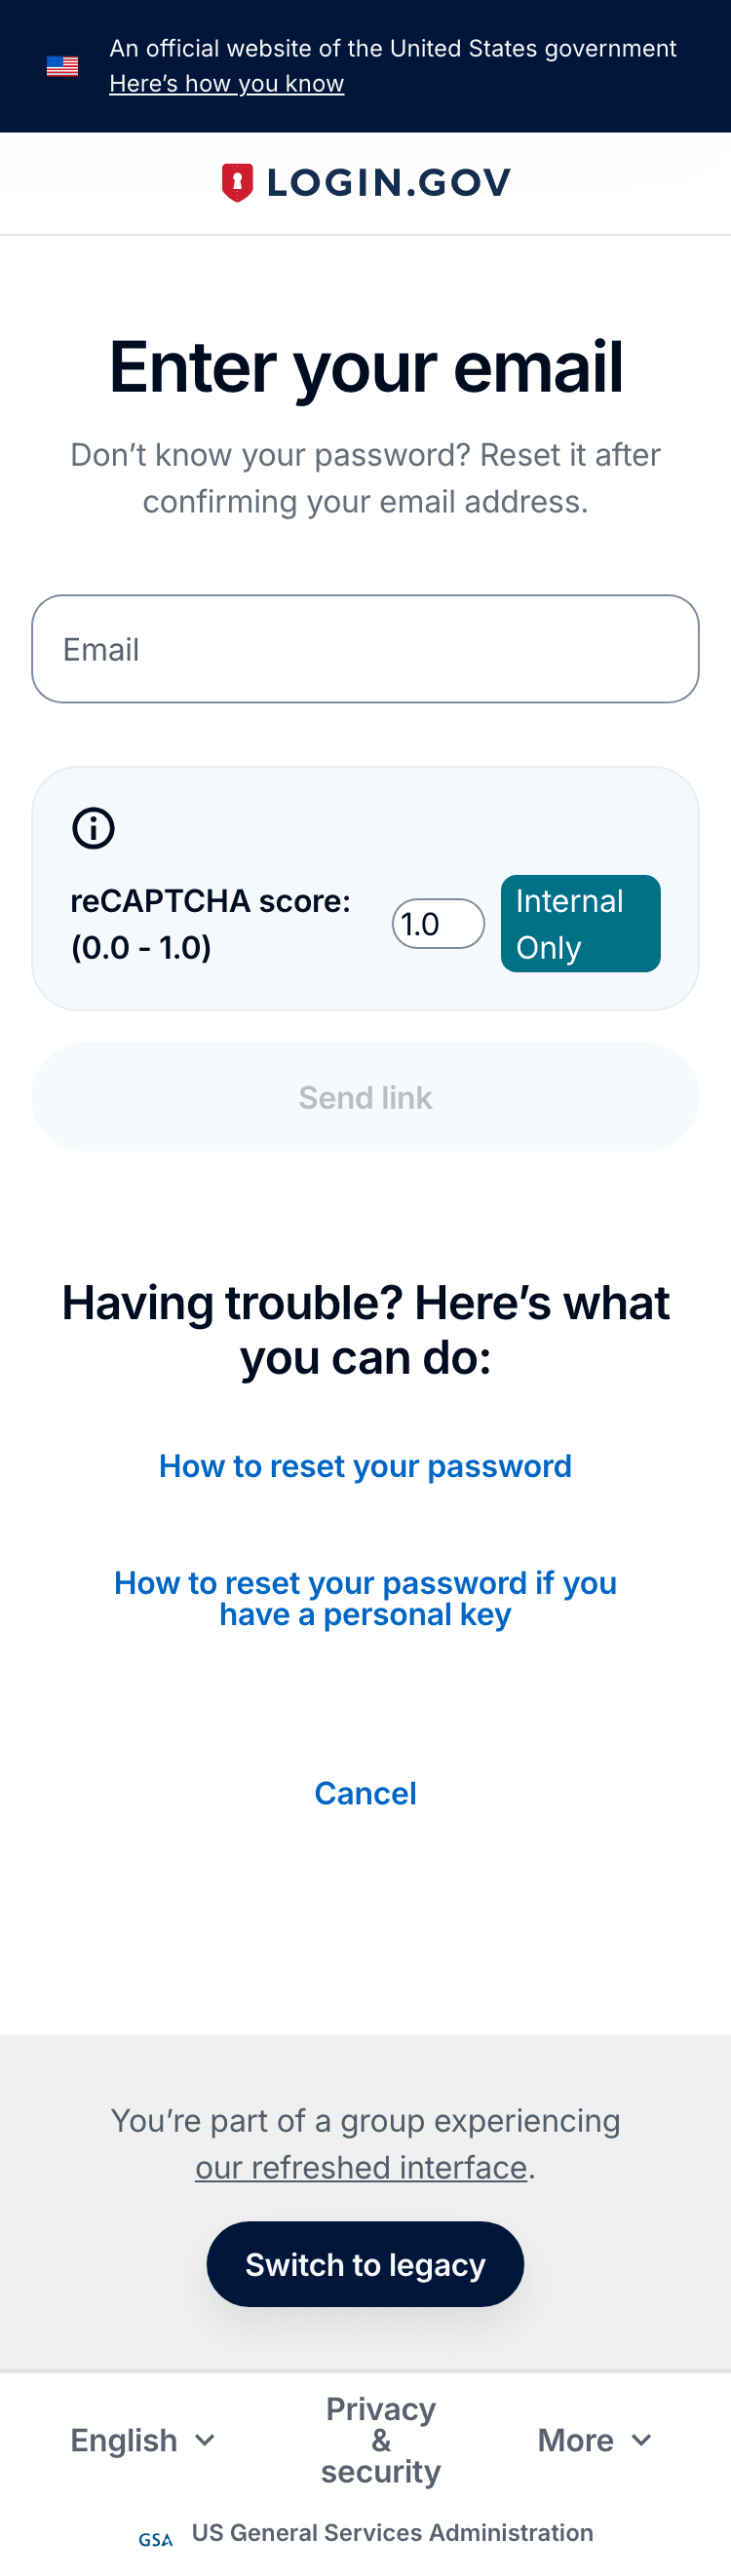 An official website of the United States government
Here’s how you know
LOGIN.GOV
Enter your email
Don’t know your password? Reset it after
confirming your email address.
Email
reCAPTCHA score:
(0.0 - 1.0)
1.0
Internal
Only
Send link
Having trouble? Here’s what
you can do:
How to reset your password
How to reset your password if you
have a personal key
Cancel
You’re part of a group experiencing
our refreshed interface.
Switch to legacy
English
Privacy
&
security
More
GSA
US General Services Administration